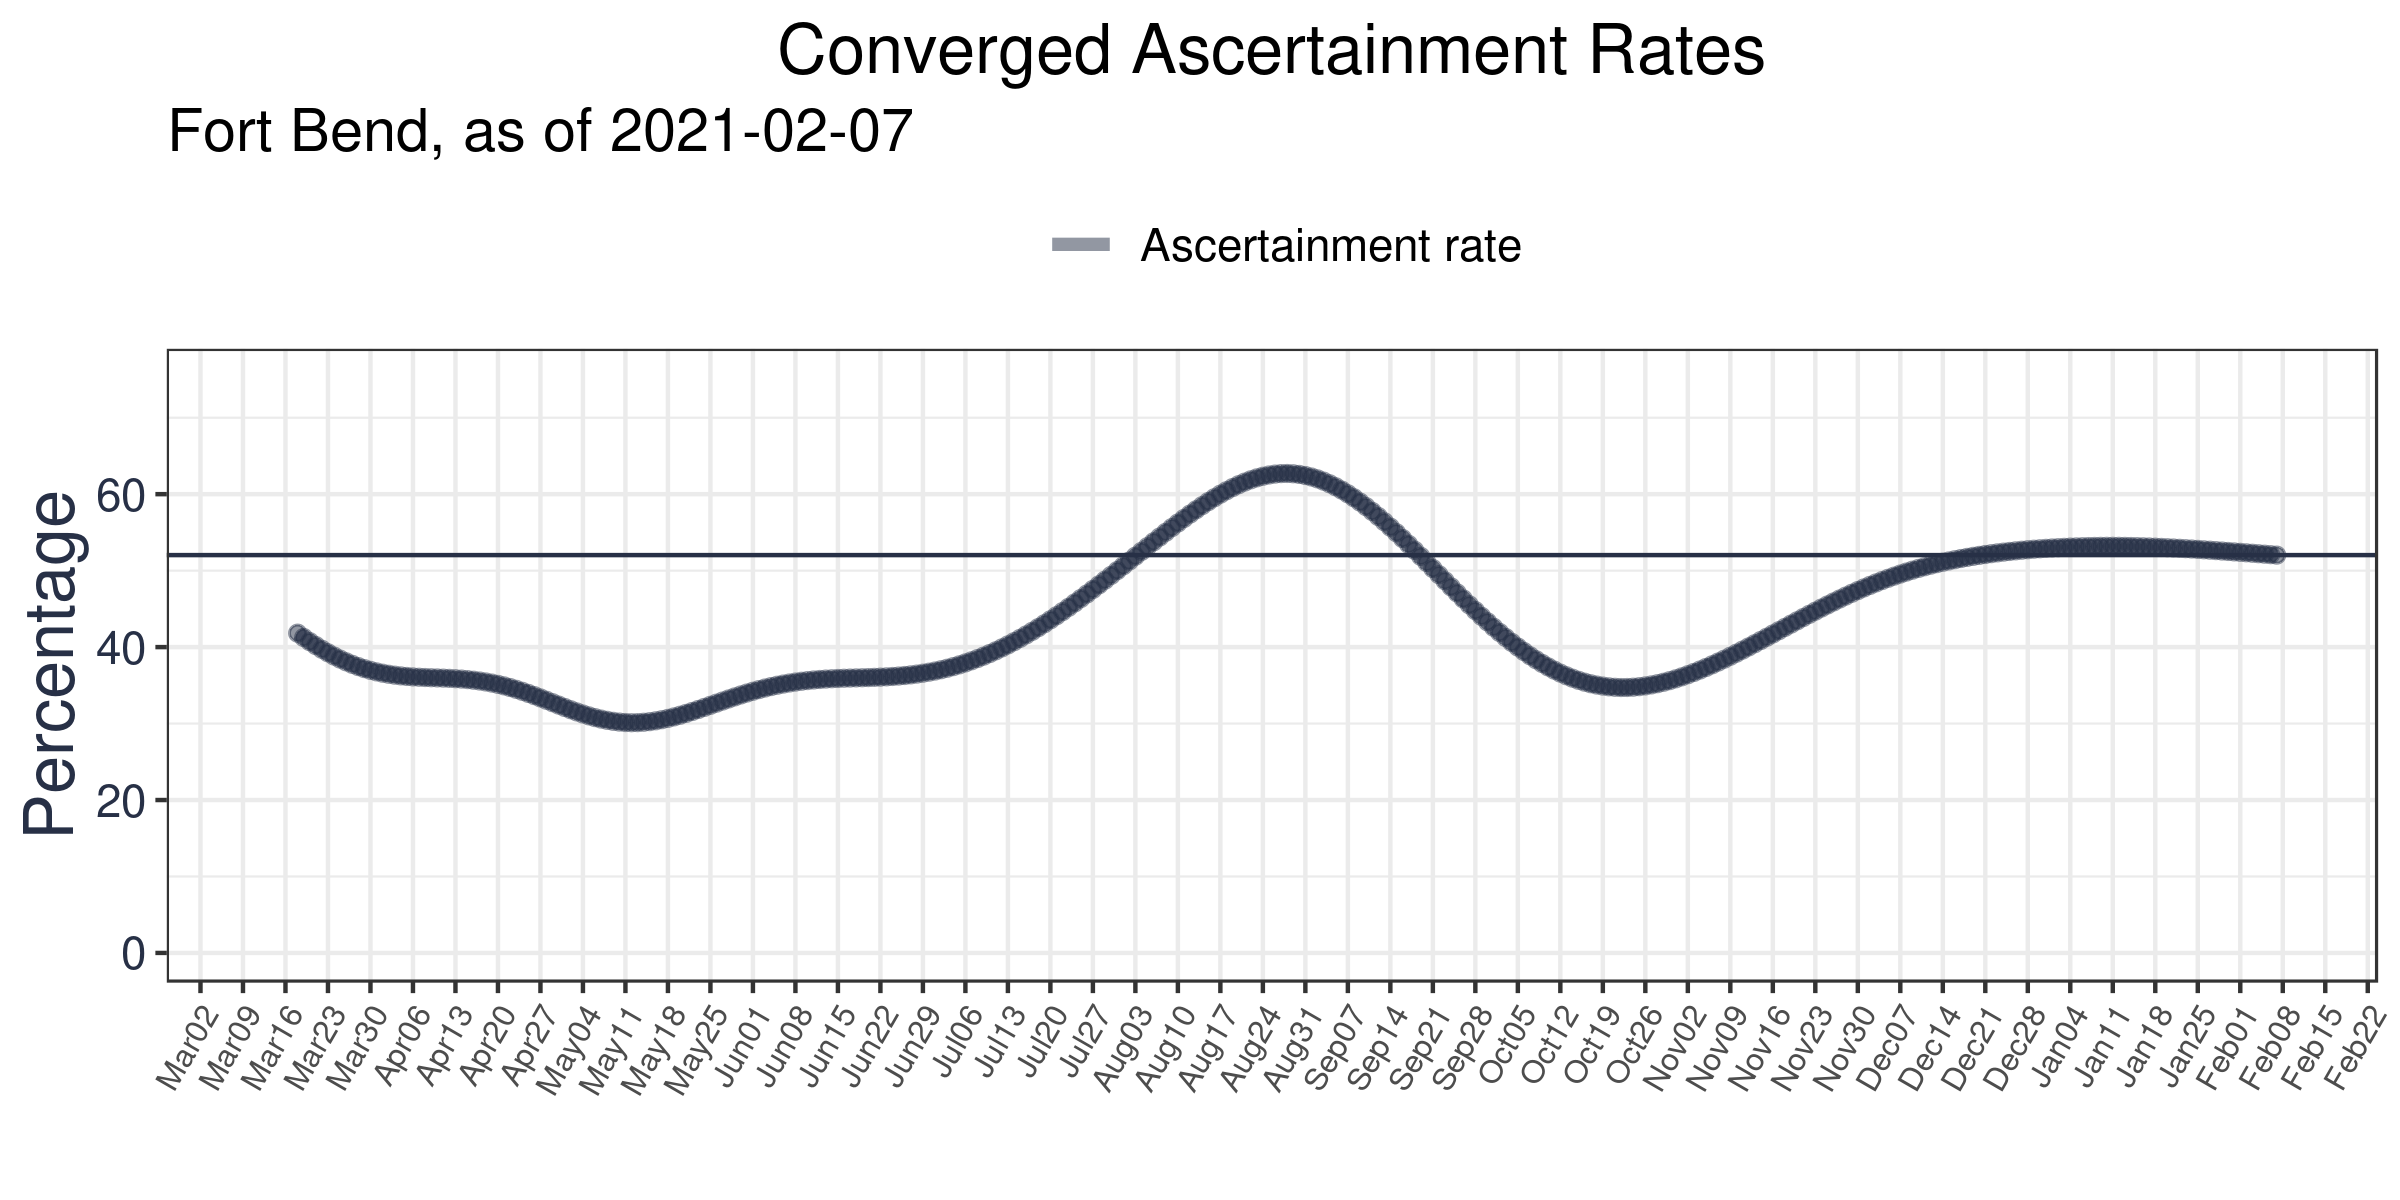 Converged Ascertainment Rates
Fort Bend, as of 2021-02-07
Ascertainment rate
Percentage
60
40
20
0
Mar02 Mar09 Mar16 Mar23 Mar30 Apr06 Apr13 Apr20 Apr27 May04 May11 May18 May25 Jun01 Jun08 Jun15 Jun22 Jun29 Jul06 Jul13 Jul20 Jul27 Aug03 Aug10 Aug17 Aug24 Aug31 Sep07 Sep14 Sep21 Sep28 Oct05 Oct12 Oct19 Oct26 Nov02 Nov09 Nov16 Nov23 Nov30 Dec07 Dec14 Dec21 Dec28 Jan04 Jan11 Jan18 Jan25 Feb01 Feb08 Feb15 Feb22